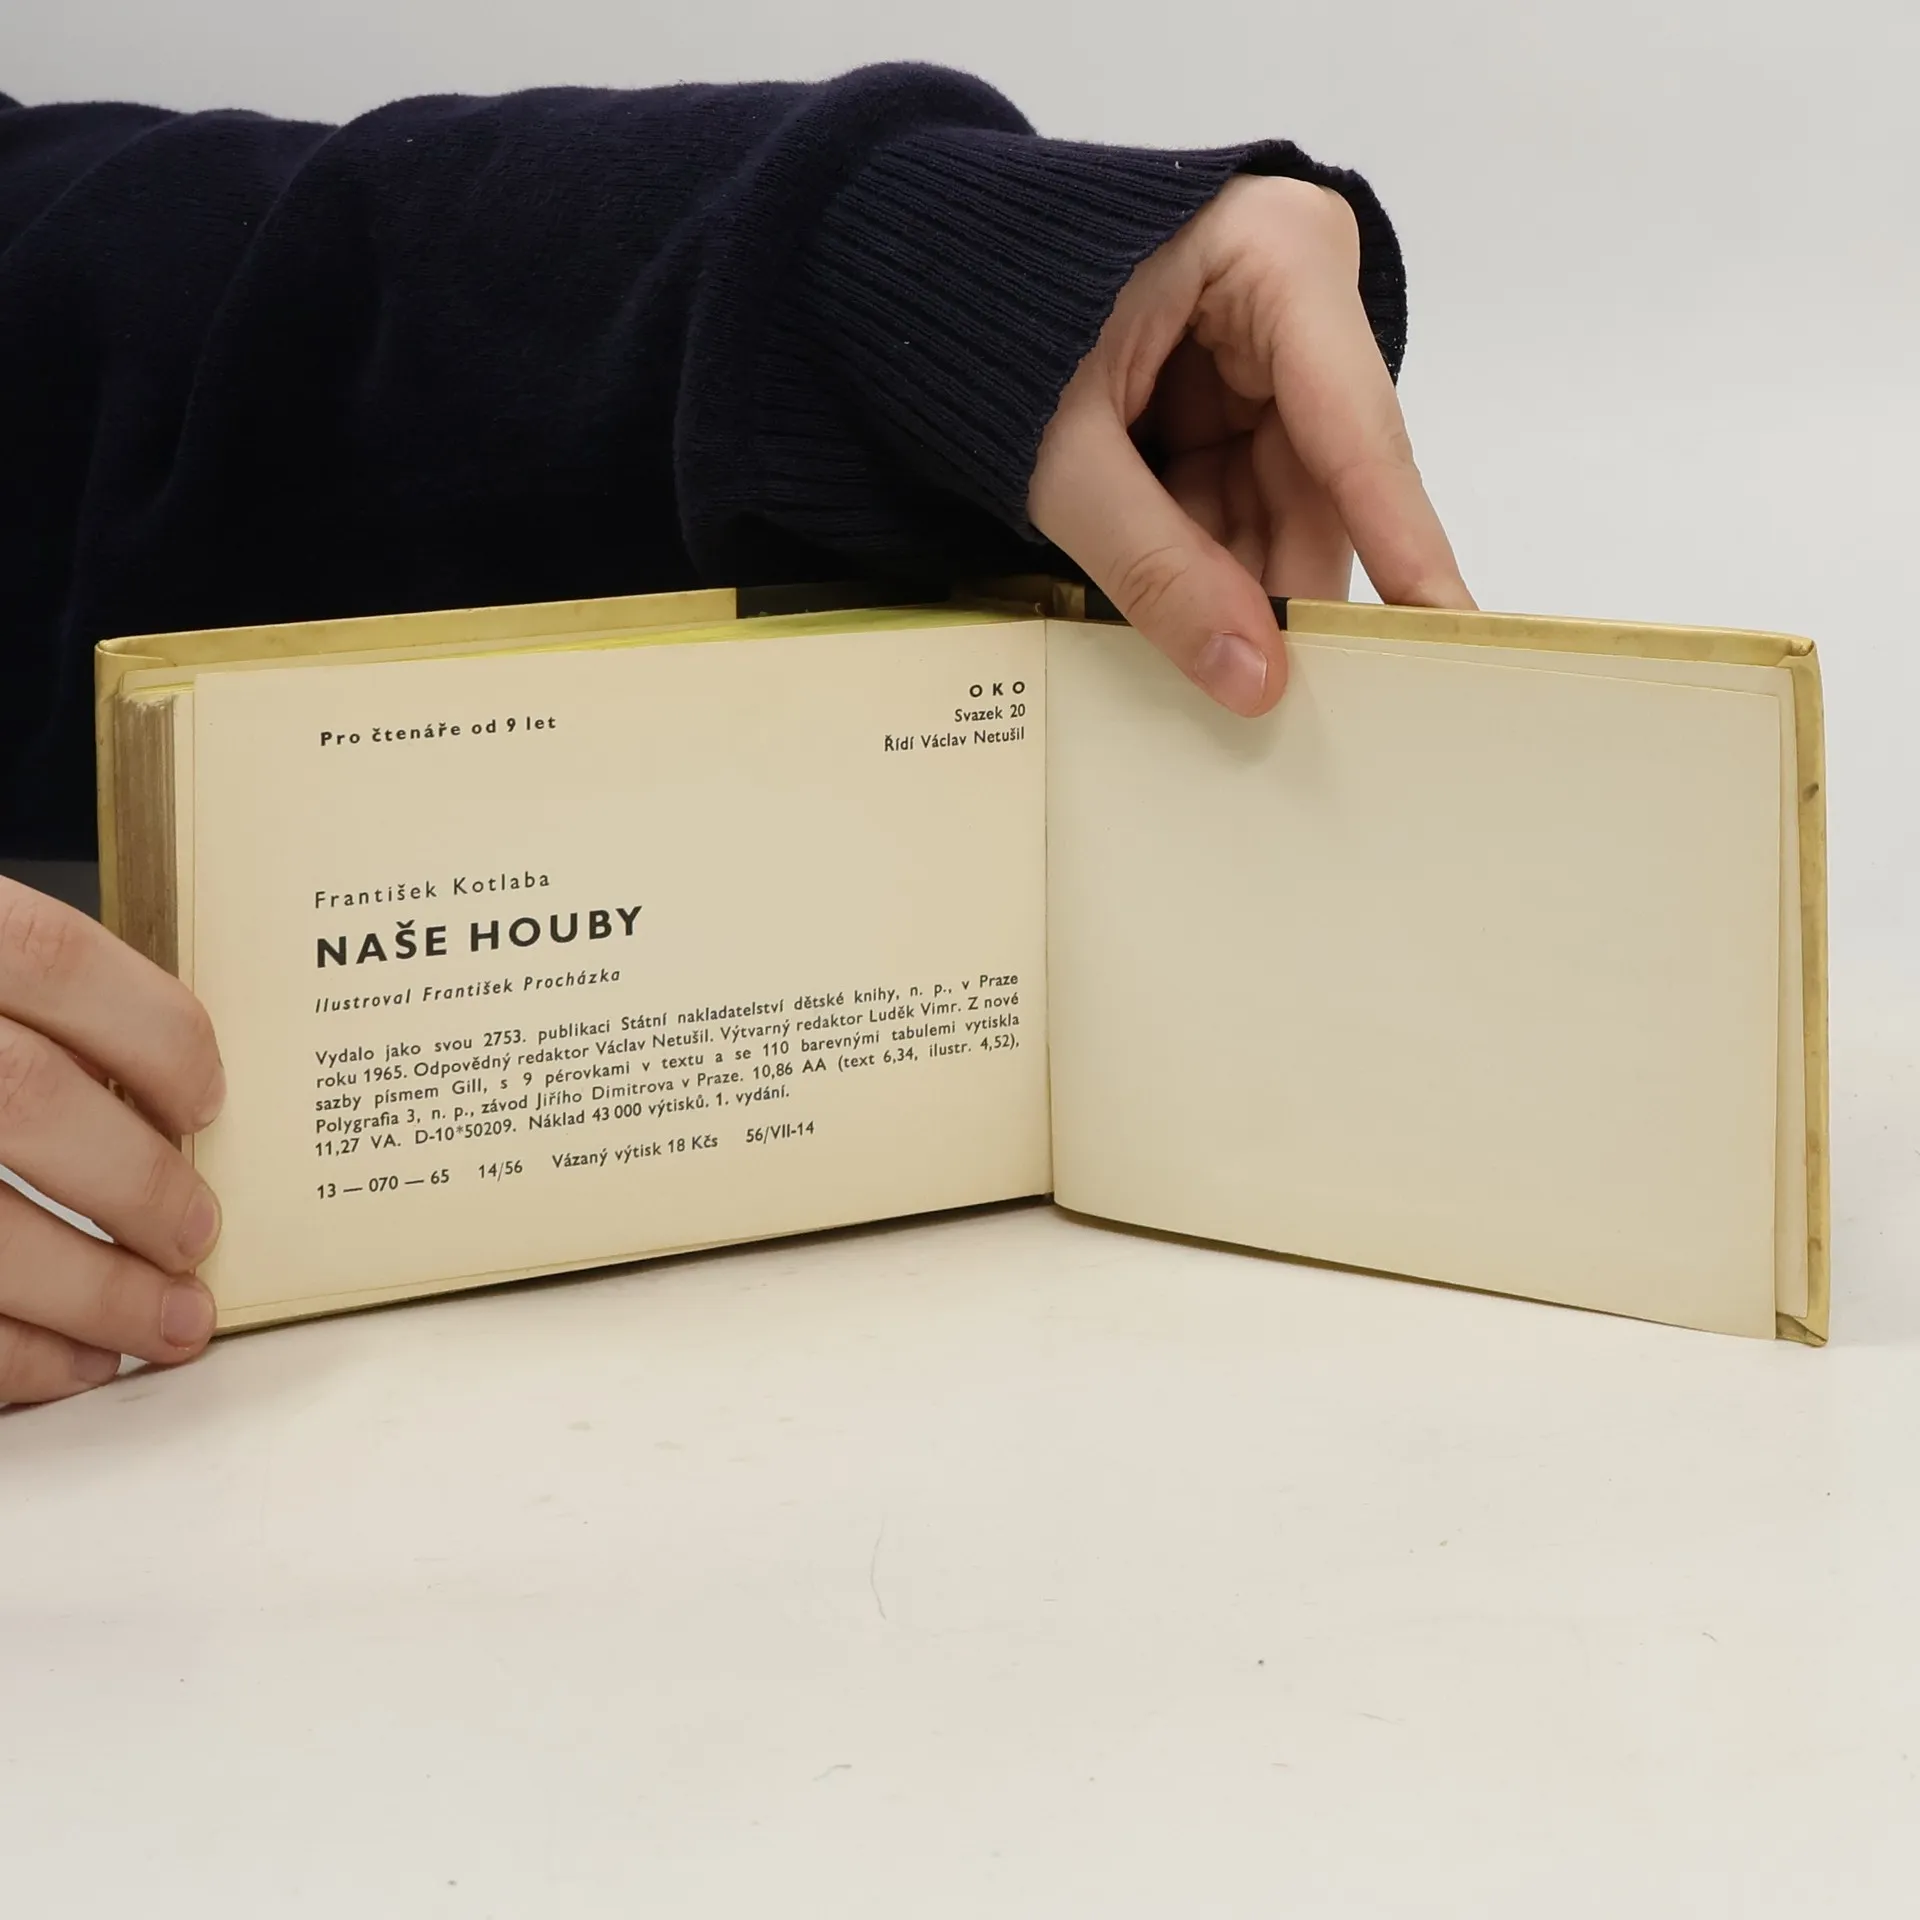 Pro čtenáře od 9 let
OKO
Svazek 20
Řídí Václav Netušil
František Kotlaba
NAŠE HOUBY
Ilustroval František Procházka
Vydalo jako svou 2753. publikaci Státní nakladatelství dětské knihy, n. p., v Praze
roku 1965. Odpovědný redaktor Václav Netušil. Výtvarný redaktor Luděk Vimr. Z nové
sazby písmem Gill, s 9 pérovkami v textu a se 110 barevnými tabulemi vytiskla
Polygrafia 3, n. p., závod Jiřího Dimitrova v Praze. 10,86 AA (text 6,34, ilustr. 4,52),
11,27 VA. D-10*50209. Náklad 43 000 výtisků. 1. vydání.
13 — 070 — 65 14/56 Vázaný výtisk 18 Kčs 56/VII-14